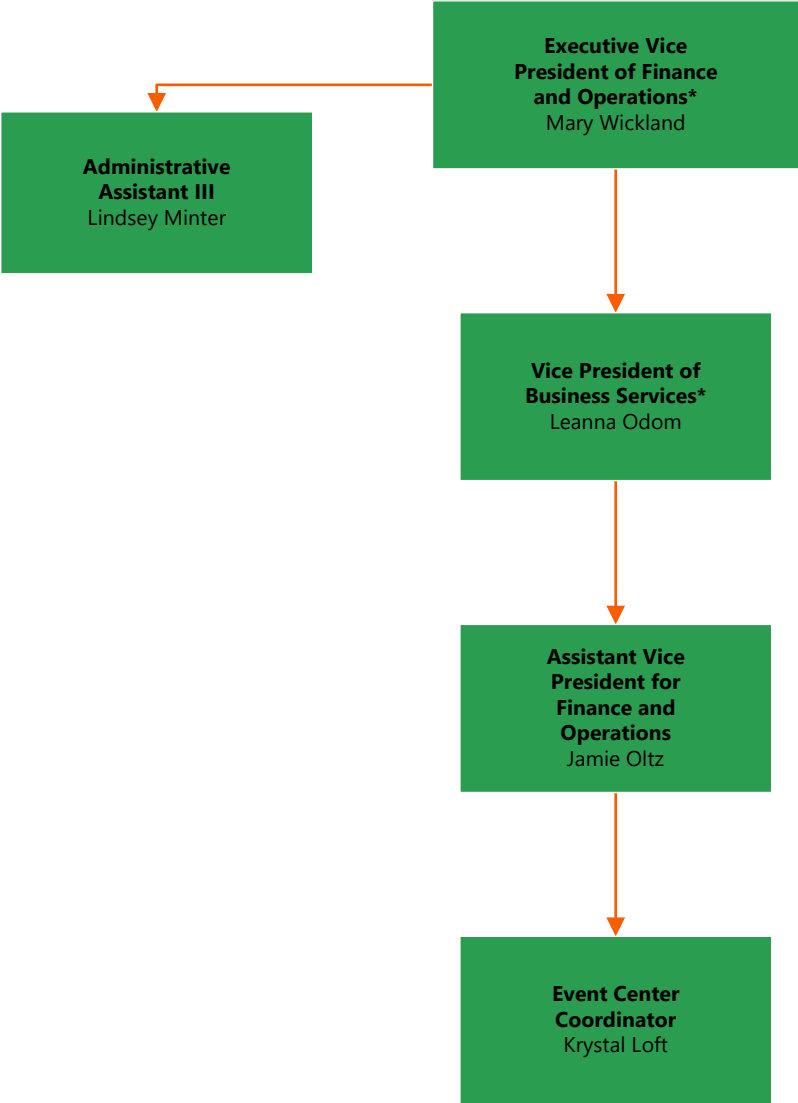 Executive Vice
President of Finance
and Operations*
Mary Wickland
Administrative
Assistant III
Lindsey Minter
Vice President of
Business Services*
Leanna Odom
Assistant Vice
President for
Finance and
Operations
Jamie Oltz
Event Center
Coordinator
Krystal Loft